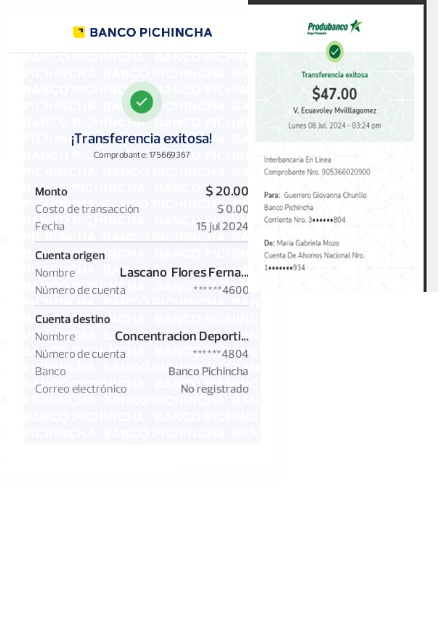 BANCO PICHINCHA
¡Transferencia exitosa!
Comprobante: 175669367
Monto $ 20.00
Costo de transacción $ 0.00
Fecha 15 jul 2024
Cuenta origen
Nombre Lascano Flores Ferna...
Número de cuenta ******4600
Cuenta destino
Nombre Concentracion Deporti...
Número de cuenta ******4804
Banco Banco Pichincha
Correo electrónico No registrado
Produbanco
Grupo Promerica
Transferencia exitosa
$47.00
V. Ecuavoley Mvilllagomez
Lunes 08 Jul. 2024 - 03:24 pm
Interbancaria En Línea
Comprobante Nro. 905366020900
Para: Guerrero Giovanna Chunllo
Banco Pichincha
Corriente Nro. 3••••••804
De: Maria Gabriela Mozo
Cuenta De Ahorros Nacional Nro.
1•••••••934